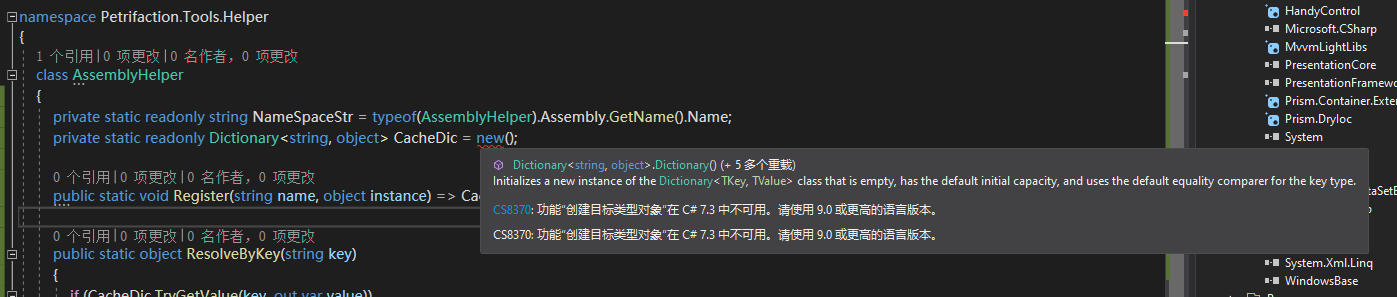 namespace Petrifaction.Tools.Helper
{
1 个引用|0 项更改|0 名作者，0 项更改
class AssemblyHelper
{
private static readonly string NameSpaceStr = typeof(AssemblyHelper).Assembly.GetName().Name;
private static readonly Dictionary<string, object> CacheDic = new();
Dictionary<string, object>.Dictionary() (+ 5 多个重载)
Initializes a new instance of the Dictionary<TKey, TValue> class that is empty, has the default initial capacity, and uses the default equality comparer for the key type.
CS8370: 功能“创建目标类型对象”在 C# 7.3 中不可用。请使用 9.0 或更高的语言版本。
CS8370: 功能“创建目标类型对象”在 C# 7.3 中不可用。请使用 9.0 或更高的语言版本。
0 个引用|0 项更改|0 名作者，0 项更改
public static void Register(string name, object instance) => Ca
0 个引用|0 项更改|0 名作者，0 项更改
public static object ResolveByKey(string key)
{
if (CacheDic.TryGetValue(key, out var value))
HandyControl
Microsoft.CSharp
MvvmLightLibs
PresentationCore
PresentationFramewo
Prism.Container.Exter
Prism.DryIoc
System
taSetE
System.Xml.Linq
WindowsBase